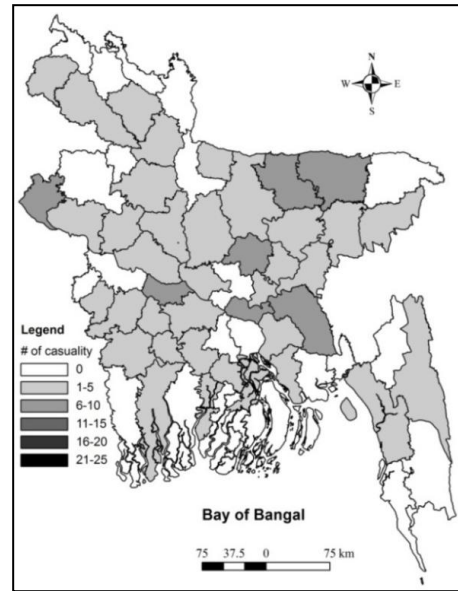 N
W E
S
Legend
# of casuality
0
1-5
6-10
11-15
16-20
21-25
Bay of Bangal
75 37.5 0 75 km